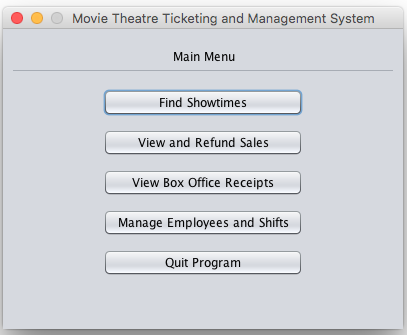 Movie Theatre Ticketing and Management System
Main Menu
Find Showtimes
View and Refund Sales
View Box Office Receipts
Manage Employees and Shifts
Quit Program